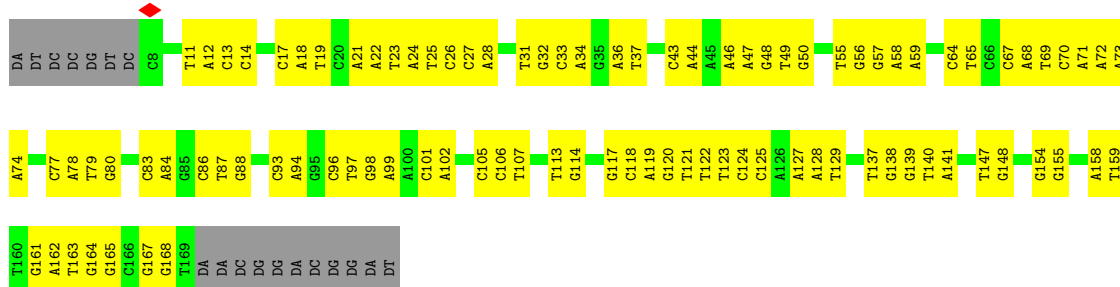 DA DT DC DC DG DT DC C8 T11 A12 C13 C14 C17 A18 T19 C20 A21 A22 T23 A24 T25 C26 C27 A28 T31 G32 C33 A34 G35 A36 T37 C43 A44 A45 A46 A47 G48 T49 G50 T55 G56 G57 A58 A59 C64 T65 C66 C67 A68 T69 C70 A71 A72 A73
A74 C77 A78 T79 G80 C83 A84 G85 C86 T87 G88 C93 A94 G95 C96 T97 G98 A99 A100 C101 A102 C105 C106 T107 T113 G114 G117 C118 A119 G120 T121 T122 T123 C124 C125 A126 A127 A128 T129 T137 G138 G139 T140 A141 T147 G148 G154 G155 A158 T159
T160 G161 A162 T163 G164 G165 C166 G167 G168 T169 DA DA DC DG DG DA DC DG DG DA DT